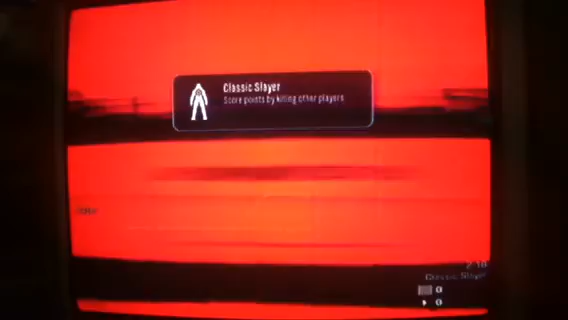 Classic Slayer
Score points by killing other players
Classic Slayer
0
0